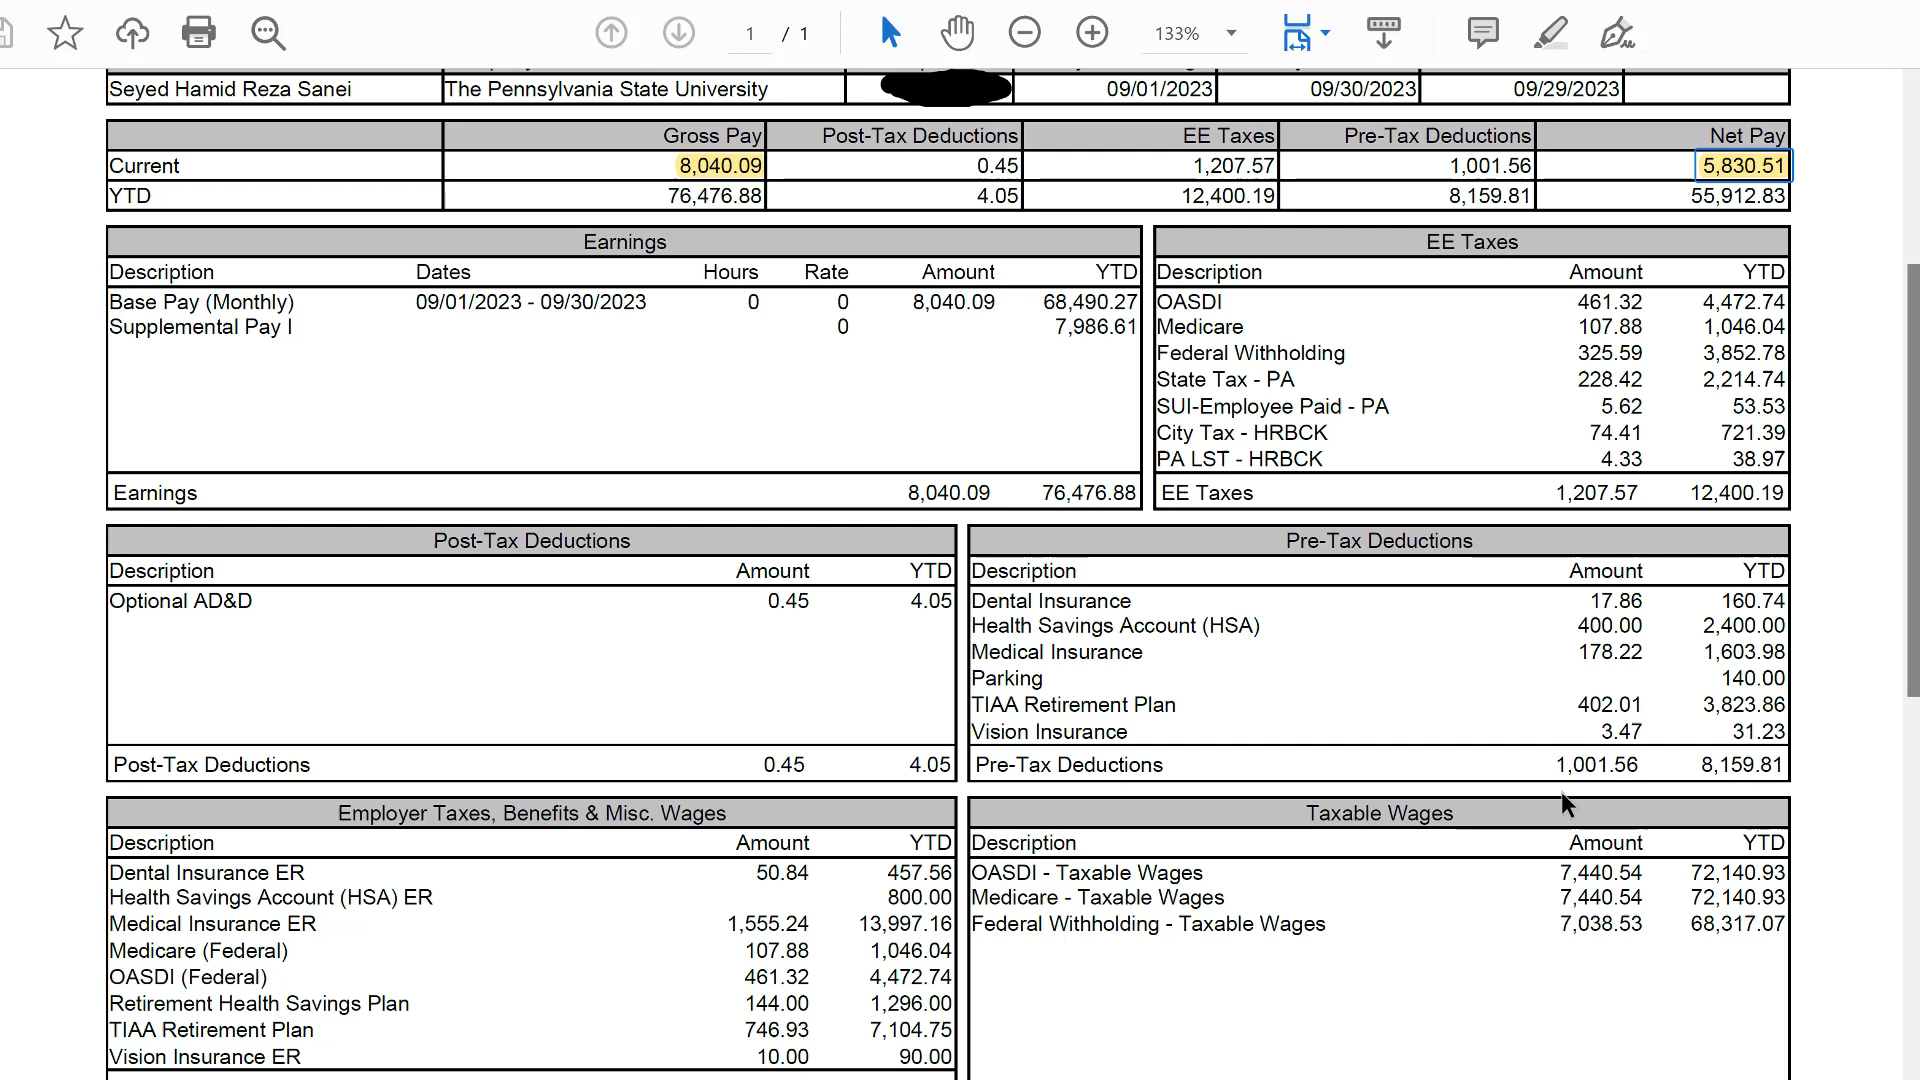 1 / 1 133%
Seyed Hamid Reza Sanei The Pennsylvania State University 09/01/2023 09/30/2023 09/29/2023
Gross Pay Post-Tax Deductions EE Taxes Pre-Tax Deductions Net Pay
Current 8,040.09 0.45 1,207.57 1,001.56 5,830.51
YTD 76,476.88 4.05 12,400.19 8,159.81 55,912.83
Earnings
Description Dates Hours Rate Amount YTD
Base Pay (Monthly) 09/01/2023 - 09/30/2023 0 0 8,040.09 68,490.27
Supplemental Pay I 0 7,986.61
Earnings 8,040.09 76,476.88
EE Taxes
Description Amount YTD
OASDI 461.32 4,472.74
Medicare 107.88 1,046.04
Federal Withholding 325.59 3,852.78
State Tax - PA 228.42 2,214.74
SUI-Employee Paid - PA 5.62 53.53
City Tax - HRBCK 74.41 721.39
PA LST - HRBCK 4.33 38.97
EE Taxes 1,207.57 12,400.19
Post-Tax Deductions
Description Amount YTD
Optional AD&D 0.45 4.05
Post-Tax Deductions 0.45 4.05
Pre-Tax Deductions
Description Amount YTD
Dental Insurance 17.86 160.74
Health Savings Account (HSA) 400.00 2,400.00
Medical Insurance 178.22 1,603.98
Parking 140.00
TIAA Retirement Plan 402.01 3,823.86
Vision Insurance 3.47 31.23
Pre-Tax Deductions 1,001.56 8,159.81
Employer Taxes, Benefits & Misc. Wages
Description Amount YTD
Dental Insurance ER 50.84 457.56
Health Savings Account (HSA) ER 800.00
Medical Insurance ER 1,555.24 13,997.16
Medicare (Federal) 107.88 1,046.04
OASDI (Federal) 461.32 4,472.74
Retirement Health Savings Plan 144.00 1,296.00
TIAA Retirement Plan 746.93 7,104.75
Vision Insurance ER 10.00 90.00
Taxable Wages
Description Amount YTD
OASDI - Taxable Wages 7,440.54 72,140.93
Medicare - Taxable Wages 7,440.54 72,140.93
Federal Withholding - Taxable Wages 7,038.53 68,317.07